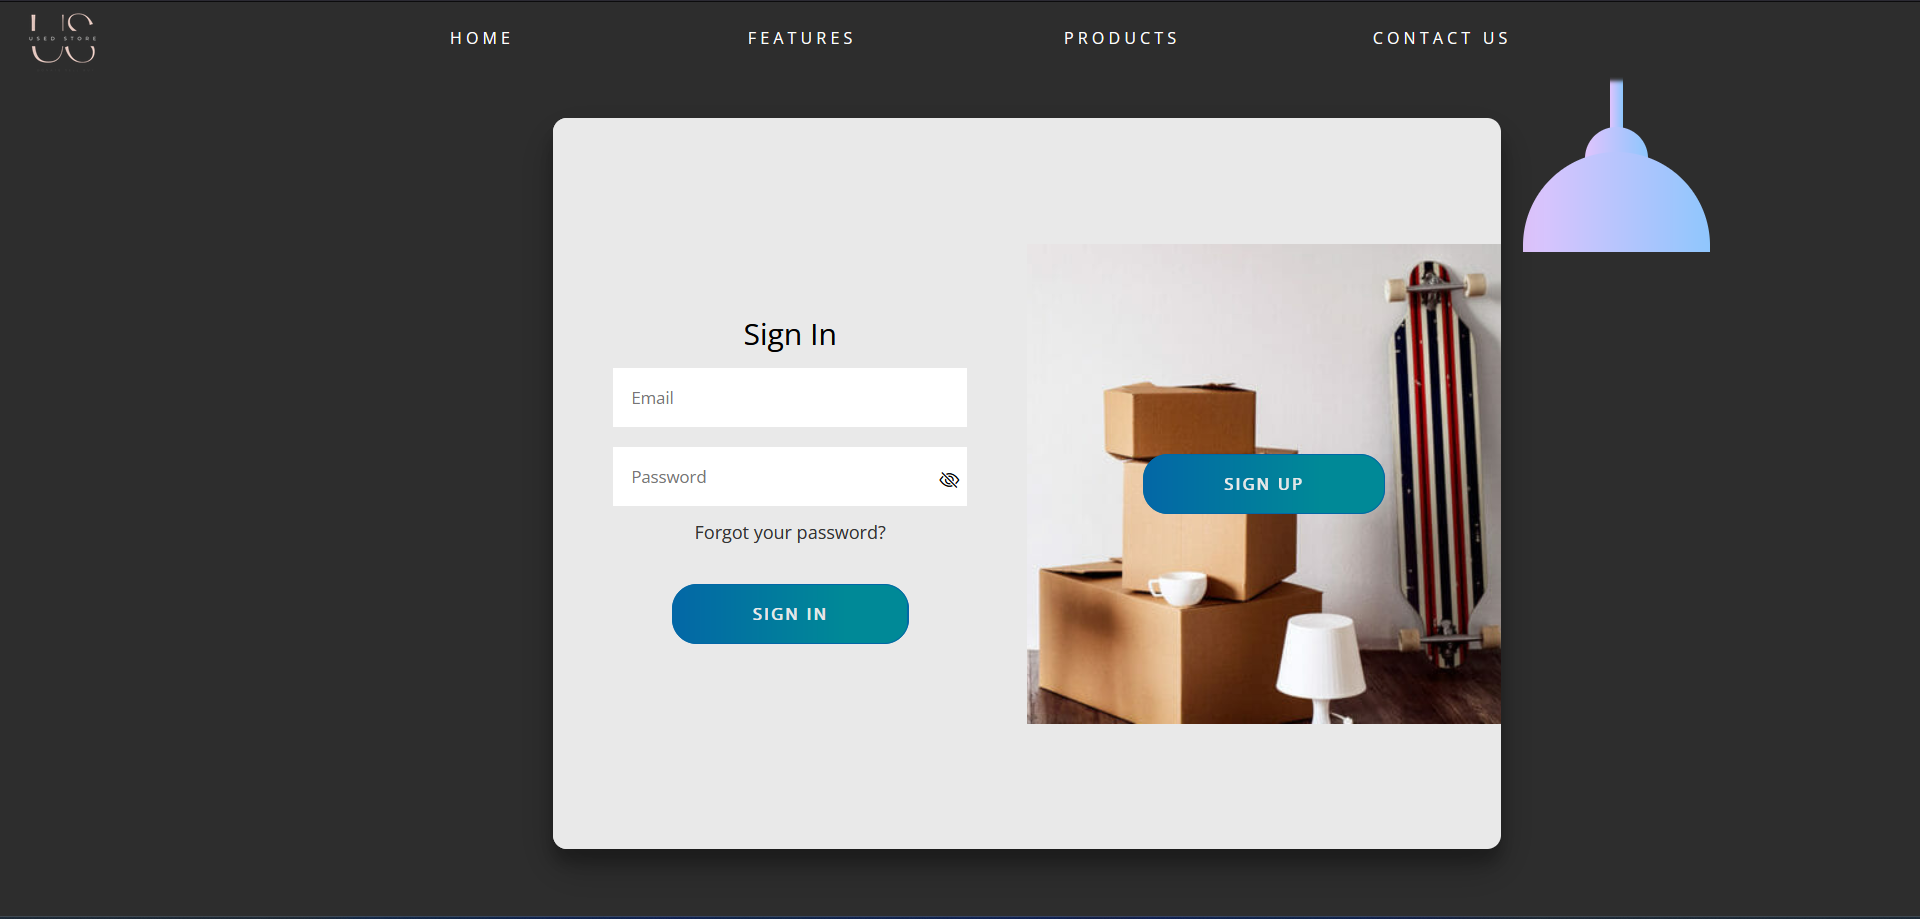 US
USED STORE
HOME
FEATURES
PRODUCTS
CONTACT US
Sign In
Email
Password
Forgot your password?
SIGN IN
SIGN UP